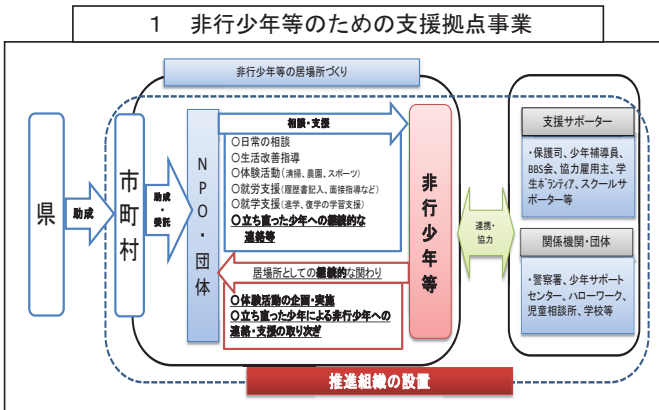 1 非行少年等のための支援拠点事業
非行少年等の居場所づくり
県
助成
市町村
助成・
委託
NPO・団体
相談・支援
○日常の相談
○生活改善指導
○体験活動(清掃、農園、スポーツ)
○就労支援(履歴書記入、面接指導など)
○就学支援(進学、復学の学習支援)
○立ち直った少年への継続的な
連絡等
居場所としての継続的な関わり
○体験活動の企画・実施
○立ち直った少年による非行少年への
連絡・支援の取り次ぎ
非行少年等
連携・
協力
支援サポーター
・保護司、少年補導員、
BBS会、協力雇用主、学
生ボランティア、スクールサ
ポーター等
関係機関・団体
・警察署、少年サポート
センター、ハローワーク、
児童相談所、学校等
推進組織の設置